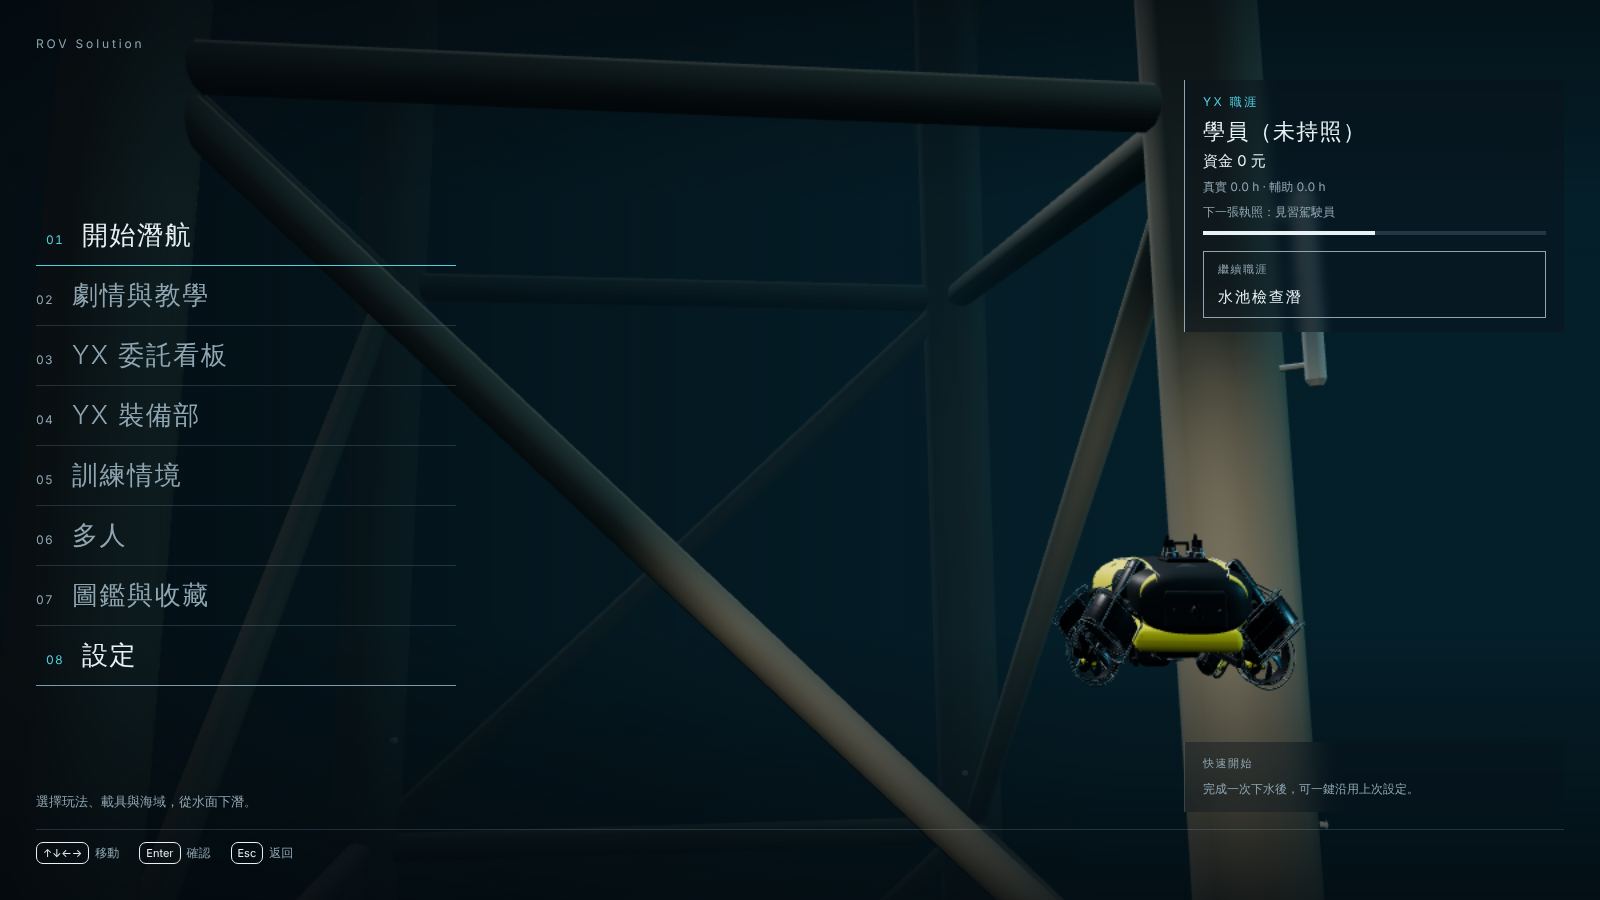 ROV Solution
01 開始潛航
02 劇情與教學
03 YX 委託看板
04 YX 裝備部
05 訓練情境
06 多人
07 圖鑑與收藏
08 設定
選擇玩法、載具與海域，從水面下潛。
↑↓←→ 移動 Enter 確認 Esc 返回
YX 職涯
學員（未持照）
資金 0 元
真實 0.0 h · 輔助 0.0 h
下一張執照：見習駕駛員
繼續職涯
水池檢查潛
快速開始
完成一次下水後，可一鍵沿用上次設定。